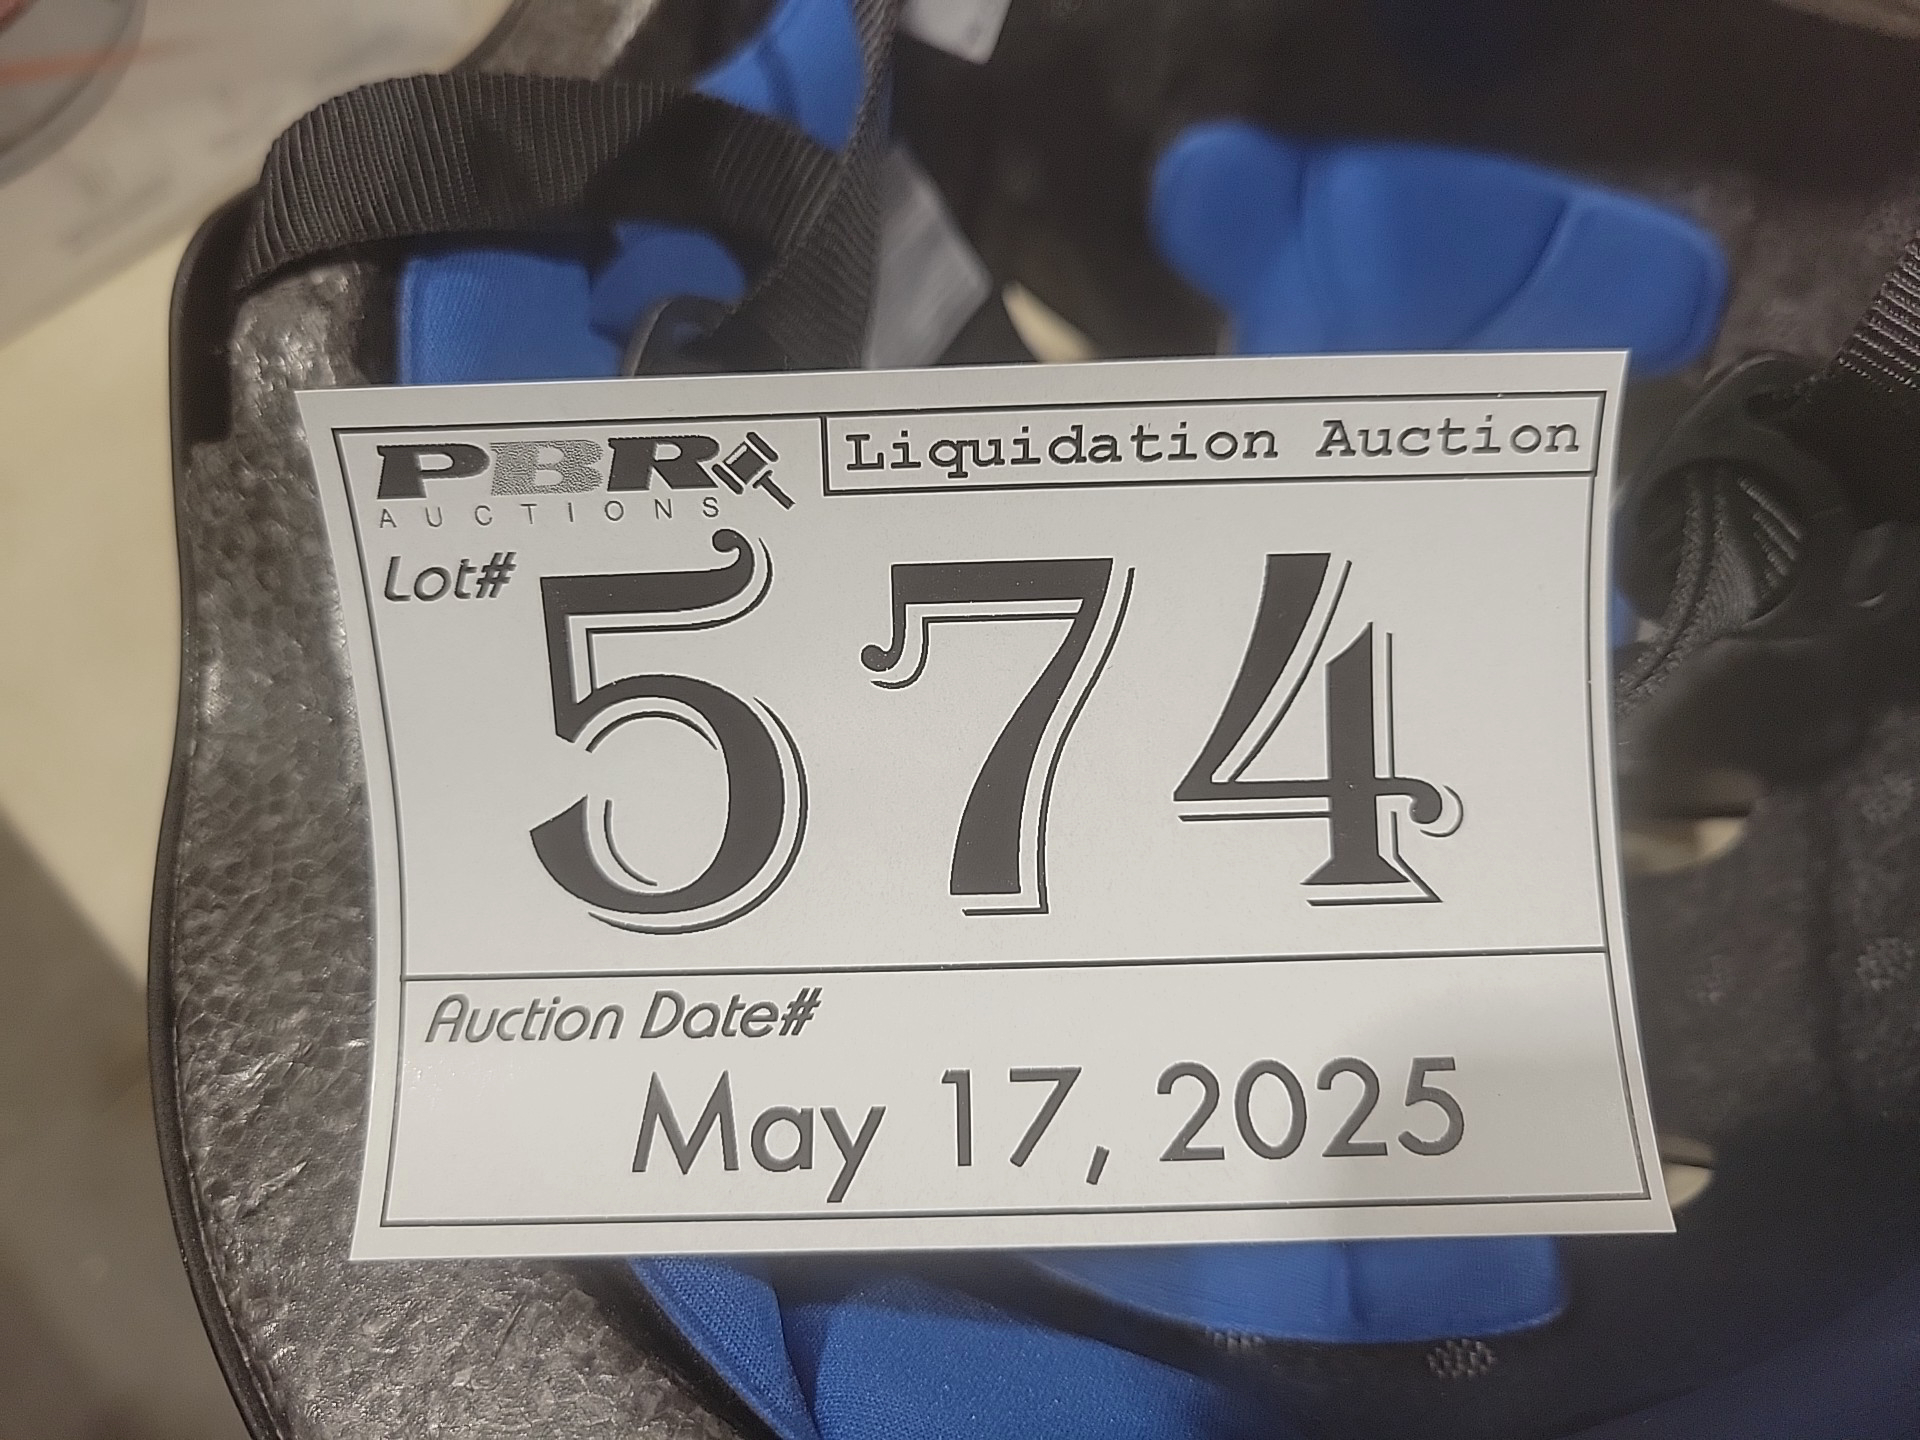 PBR
AUCTIONS
Liquidation Auction
Lot#
574
Auction Date#
May 17, 2025